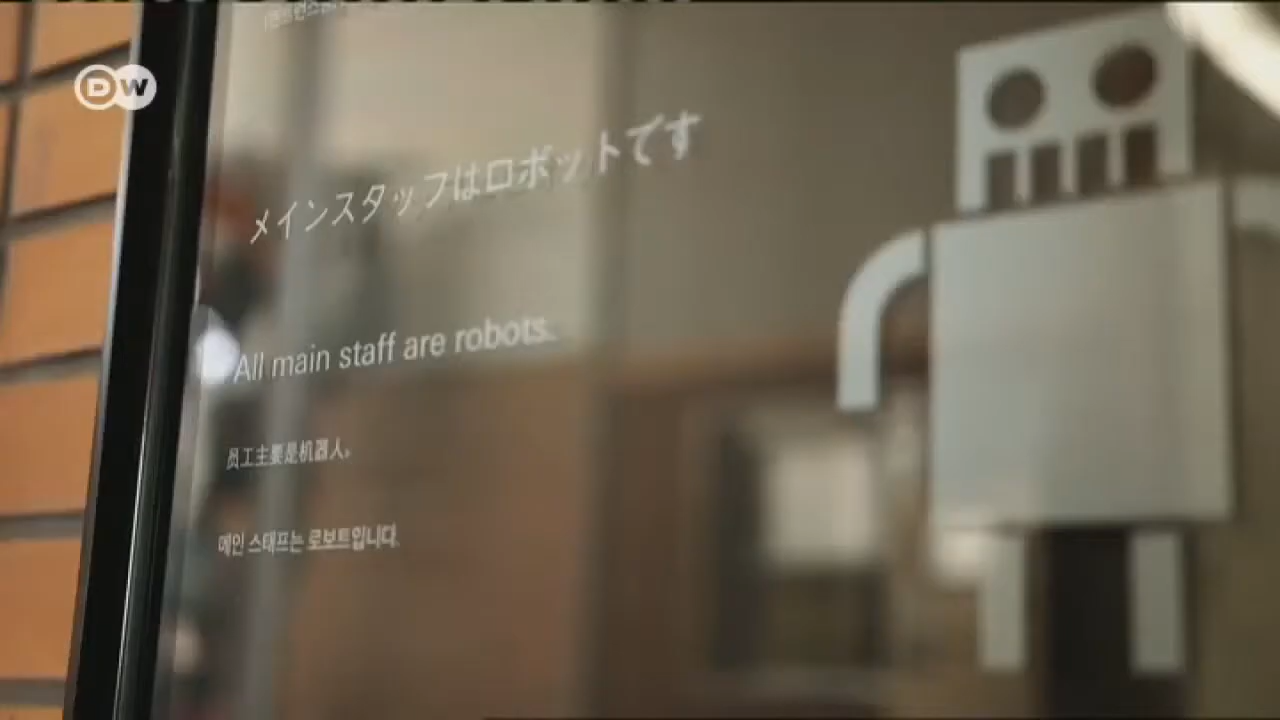 DW
メインスタッフはロボットです
All main staff are robots.
员工主要是机器人。
메인 스태프는 로보트입니다.